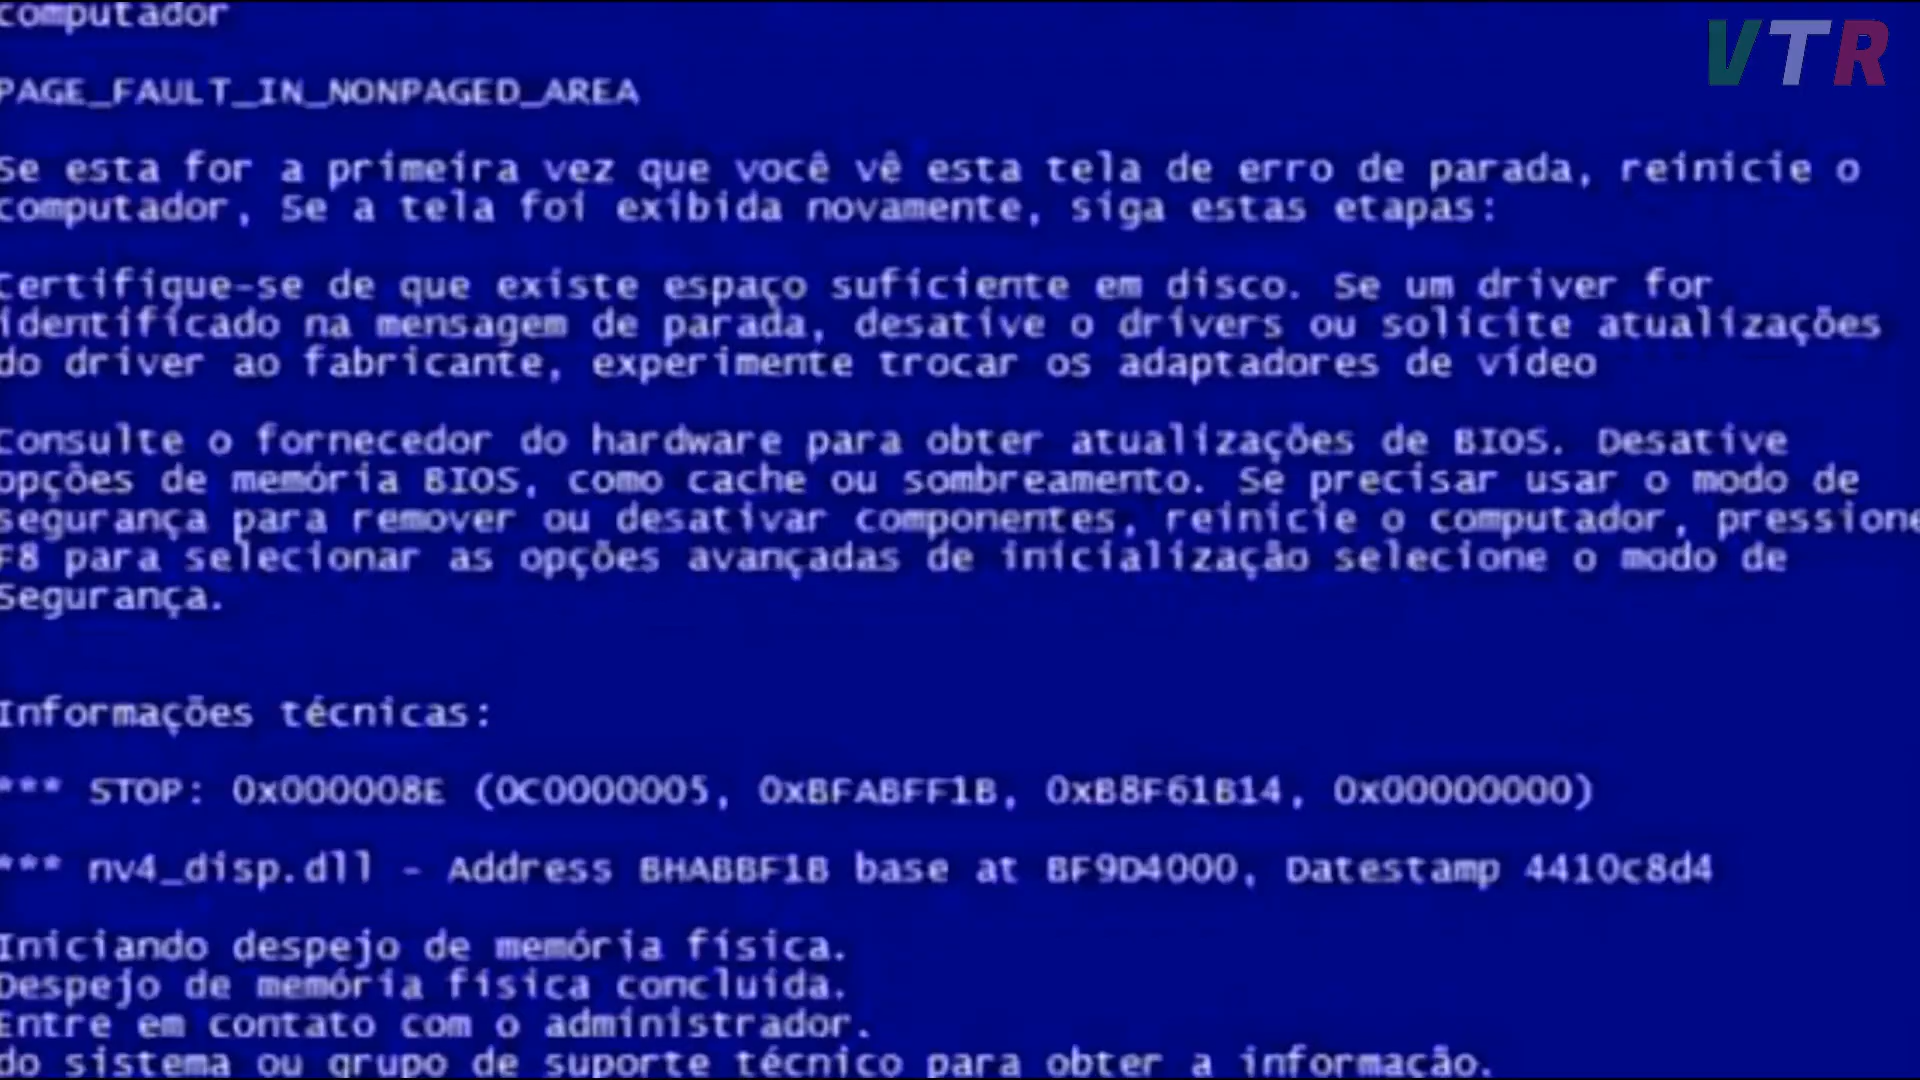 computador
VTR
PAGE_FAULT_IN_NONPAGED_AREA
Se esta for a primeira vez que você vê esta tela de erro de parada, reinicie o
computador, Se a tela foi exibida novamente, siga estas etapas:
Certifique-se de que existe espaço suficiente em disco. Se um driver for
identificado na mensagem de parada, desative o drivers ou solicite atualizações
do driver ao fabricante, experimente trocar os adaptadores de vídeo
Consulte o fornecedor do hardware para obter atualizações de BIOS. Desative
opções de memória BIOS, como cache ou sombreamento. Se precisar usar o modo de
segurança para remover ou desativar componentes, reinicie o computador, pressione
F8 para selecionar as opções avançadas de inicialização selecione o modo de
Segurança.
Informações técnicas:
*** STOP: 0x000008E (0C0000005, 0xBFABFF1B, 0xB8F61B14, 0x00000000)
*** nv4_disp.dll - Address BHABBF1B base at BF9D4000, Datestamp 4410c8d4
Iniciando despejo de memória física.
Despejo de memória física concluída.
Entre em contato com o administrador.
do sistema ou grupo de suporte técnico para obter a informação.